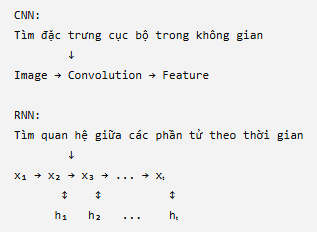 CNN:
Tìm đặc trưng cục bộ trong không gian
↓
Image → Convolution → Feature
RNN:
Tìm quan hệ giữa các phần tử theo thời gian
↓
x₁ → x₂ → x₃ → ... → xₜ
↕ ↕ ↕
h₁ h₂ ... hₜ